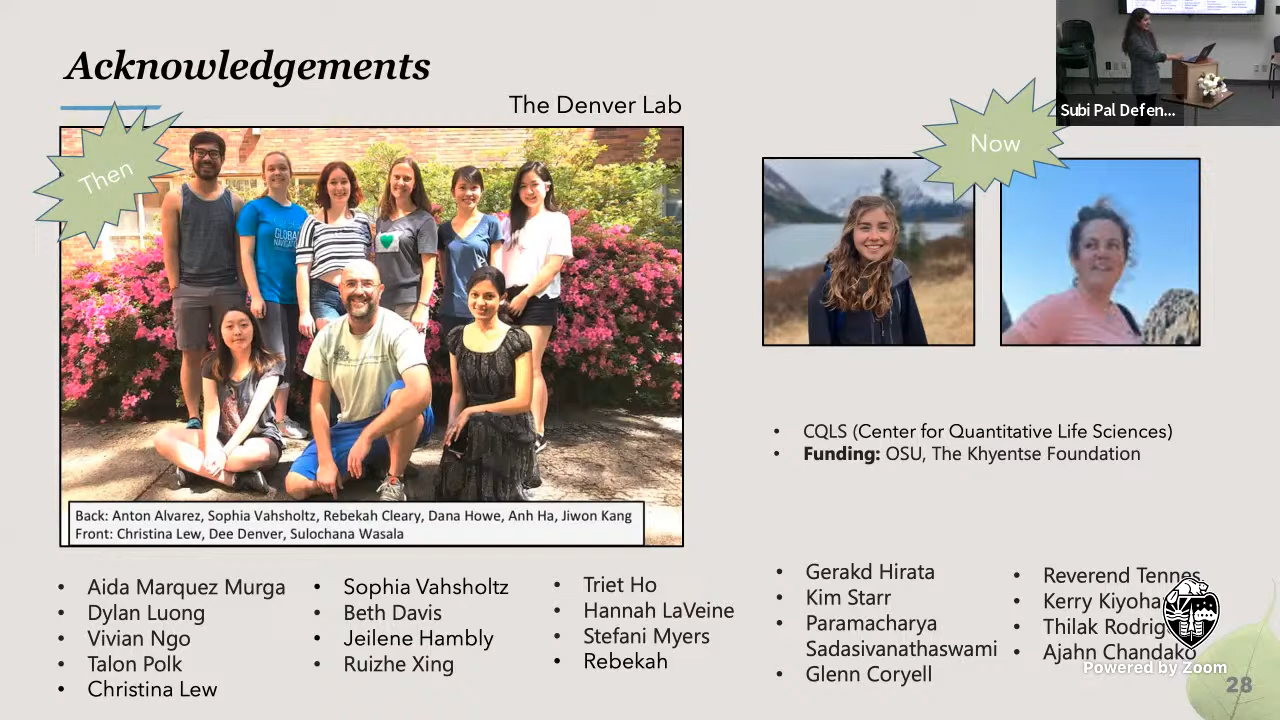 Acknowledgements
The Denver Lab
Then
Now
Subi Pal Defen...
GLOBAL
Back: Anton Alvarez, Sophia Vahsholtz, Rebekah Cleary, Dana Howe, Anh Ha, Jiwon Kang
Front: Christina Lew, Dee Denver, Sulochana Wasala
• CQLS (Center for Quantitative Life Sciences)
• Funding: OSU, The Khyentse Foundation
• Aida Marquez Murga
• Dylan Luong
• Vivian Ngo
• Talon Polk
• Christina Lew
• Sophia Vahsholtz
• Beth Davis
• Jeilene Hambly
• Ruizhe Xing
• Triet Ho
• Hannah LaVeine
• Stefani Myers
• Rebekah
• Gerakd Hirata
• Kim Starr
• Paramacharya
Sadasivanathaswami
• Glenn Coryell
• Reverend Tennes
• Kerry Kiyoha
• Thilak Rodrig
• Ajahn Chandako
Powered by Zoom
28